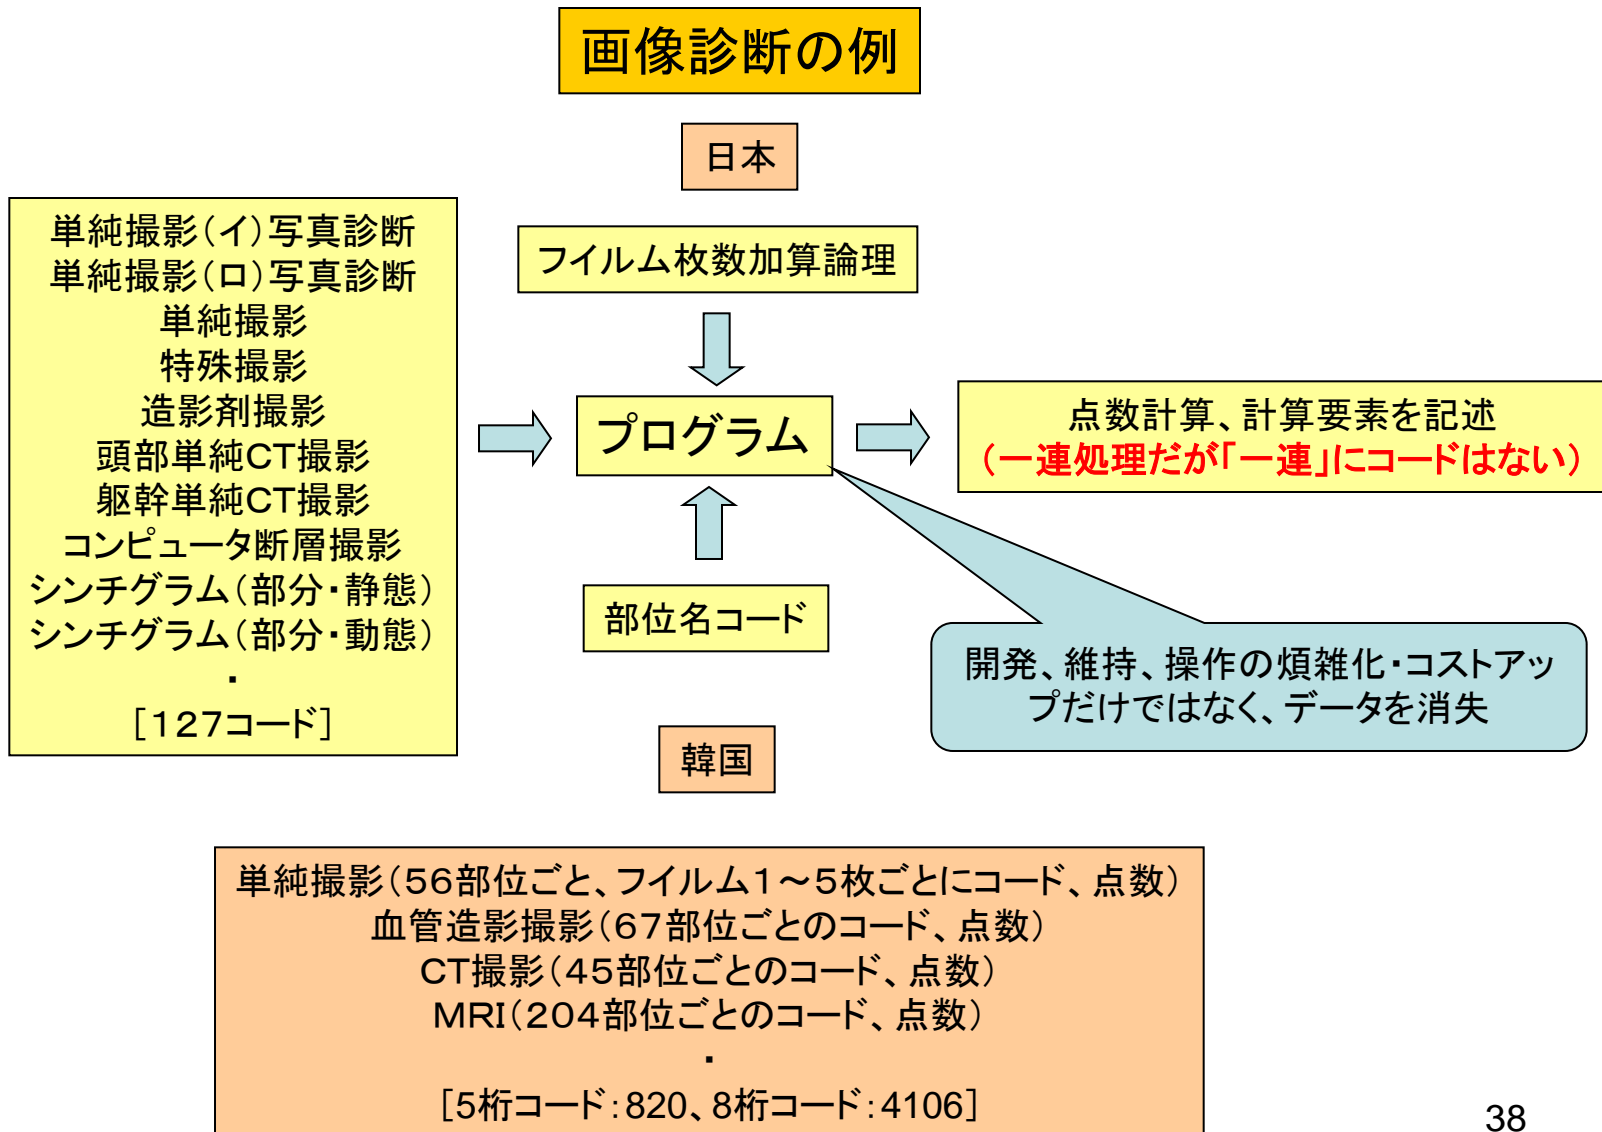 画像診断の例
日本
単純撮影（イ）写真診断
単純撮影（ロ）写真診断
単純撮影
特殊撮影
造影剤撮影
頭部単純CT撮影
躯幹単純CT撮影
コンピュータ断層撮影
シンチグラム（部分・静態）
シンチグラム（部分・動態）
・
［127コード］
フイルム枚数加算論理
プログラム
部位名コード
点数計算、計算要素を記述
（一連処理だが「一連」にコードはない）
開発、維持、操作の煩雑化・コストアッ
プだけではなく、データを消失
韓国
単純撮影（56部位ごと、フイルム1～5枚ごとにコード、点数）
血管造影撮影（67部位ごとのコード、点数）
CT撮影（45部位ごとのコード、点数）
MRI（204部位ごとのコード、点数）
・
［5桁コード：820、8桁コード：4106］
38